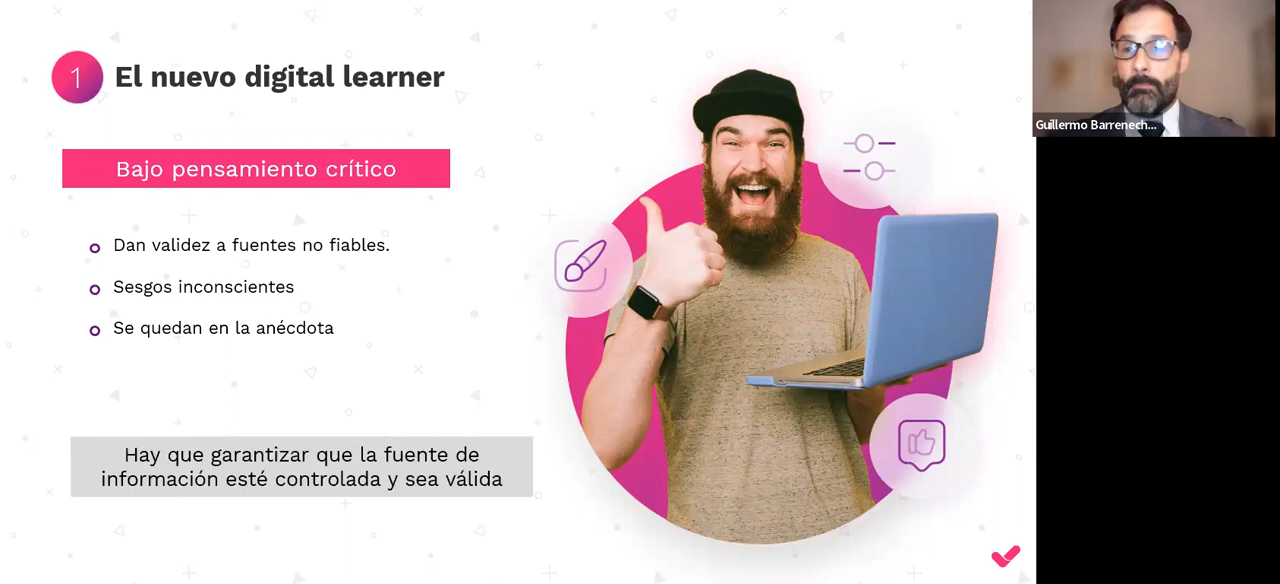 1 El nuevo digital learner
Bajo pensamiento crítico
Dan validez a fuentes no fiables.
Sesgos inconscientes
Se quedan en la anécdota
Hay que garantizar que la fuente de
información esté controlada y sea válida
Guillermo Barrenech...